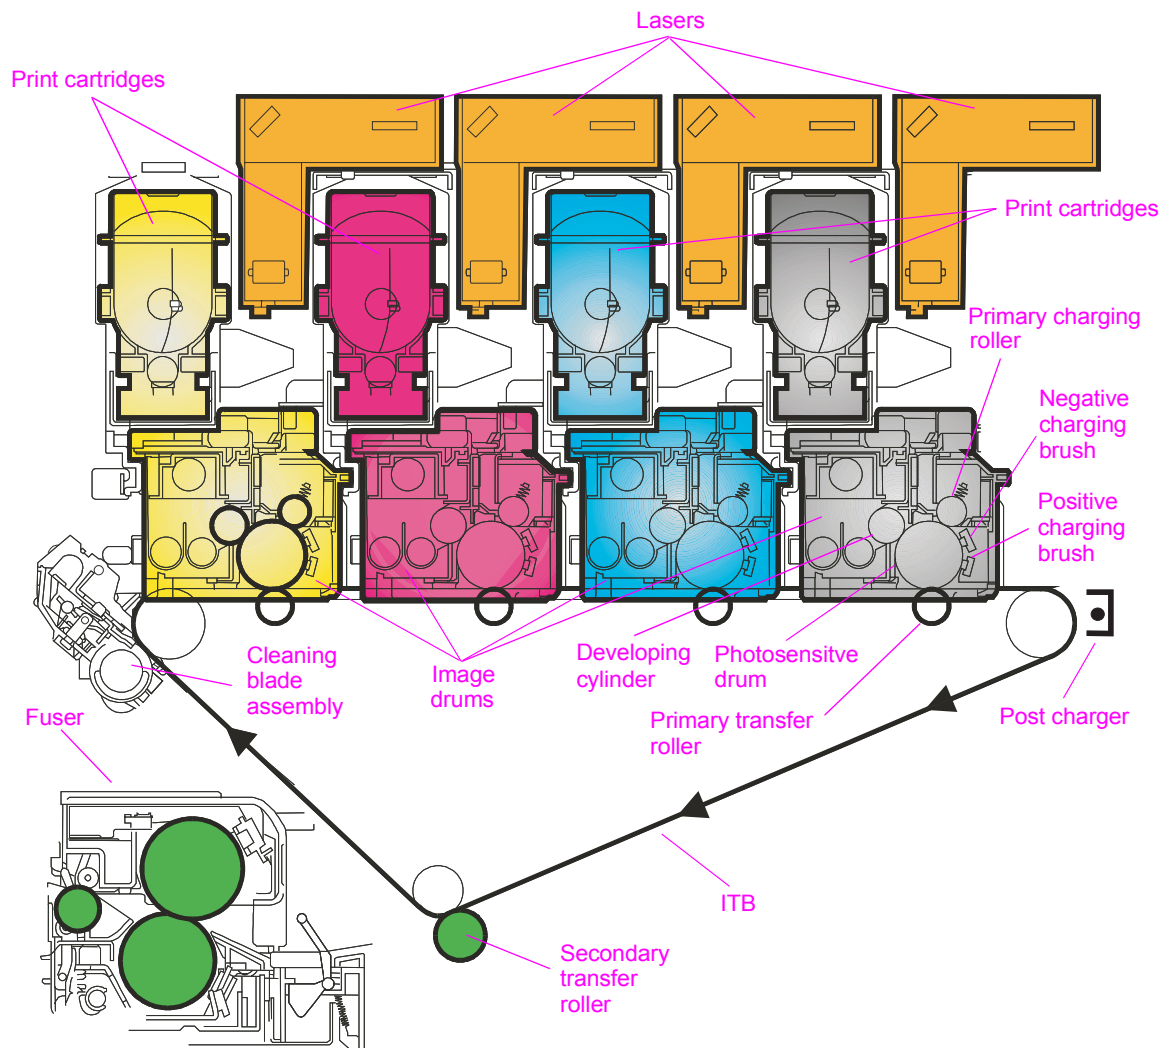 Lasers
Print cartridges
Print cartridges
Primary charging
roller
Negative
charging
brush
Positive
charging
brush
Cleaning
blade
assembly
Image
drums
Developing
cylinder
Photosensitve
drum
Primary transfer
roller
Post charger
Fuser
ITB
Secondary
transfer
roller